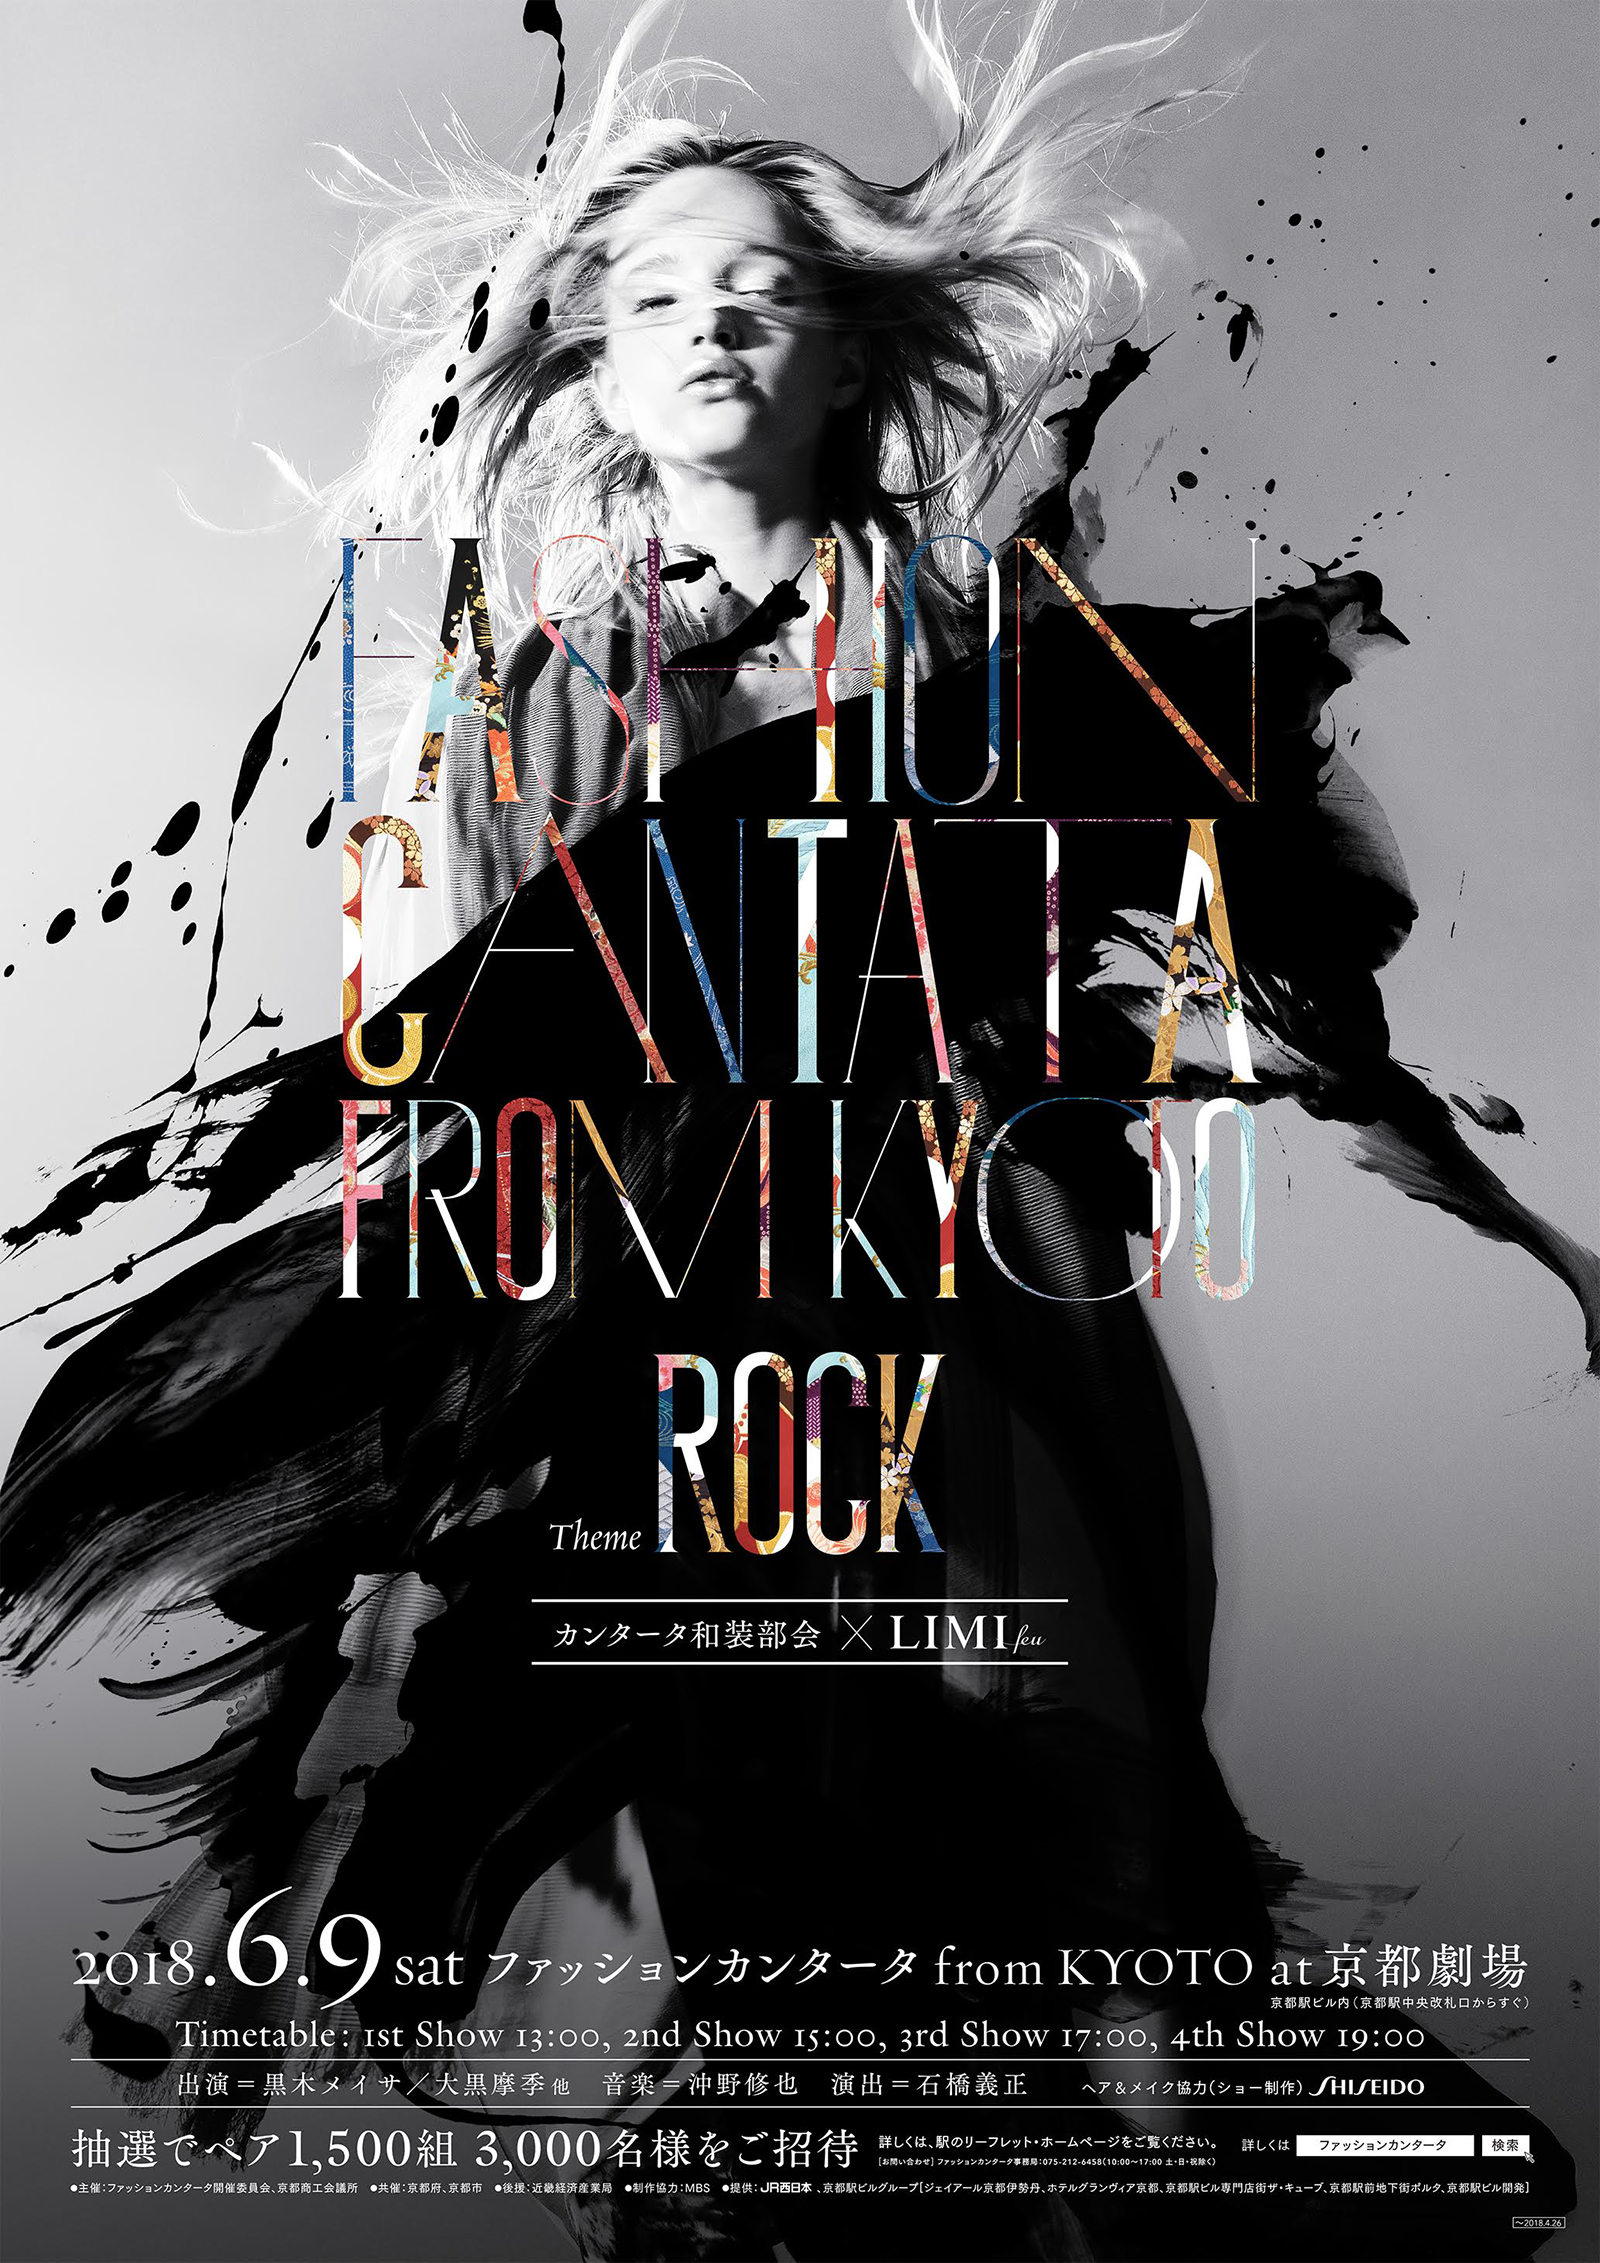 FASHION
CANTATA
FROM KYOTO
Theme ROCK
カンタータ和装部会 × LIMI feu
2018.6.9 sat ファッションカンタータ from KYOTO at 京都劇場
京都駅ビル内(京都駅中央改札口からすぐ)
Timetable: 1st Show 13:00, 2nd Show 15:00, 3rd Show 17:00, 4th Show 19:00
出演=黒木メイサ/大黒摩季 他 音楽=沖野修也 演出=石橋義正 ヘア&メイク協力(ショー制作) SHISEIDO
抽選でペア1,500組 3,000名様をご招待
詳しくは、駅のリーフレット・ホームページをご覧ください。
[お問い合わせ] ファッションカンタータ事務局:075-212-6458(10:00〜17:00 土・日・祝除く)
詳しくは ファッションカンタータ 検索
●主催:ファッションカンタータ開催委員会、京都商工会議所 ●共催:京都府、京都市 ●後援:近畿経済産業局 ●制作協力:MBS ●提供:JR西日本、京都駅ビルグループ[ジェイアール京都伊勢丹、ホテルグランヴィア京都、京都駅ビル専門店街ザ・キューブ、京都駅前地下街ポルタ、京都駅ビル開発]
〜2018.4.26